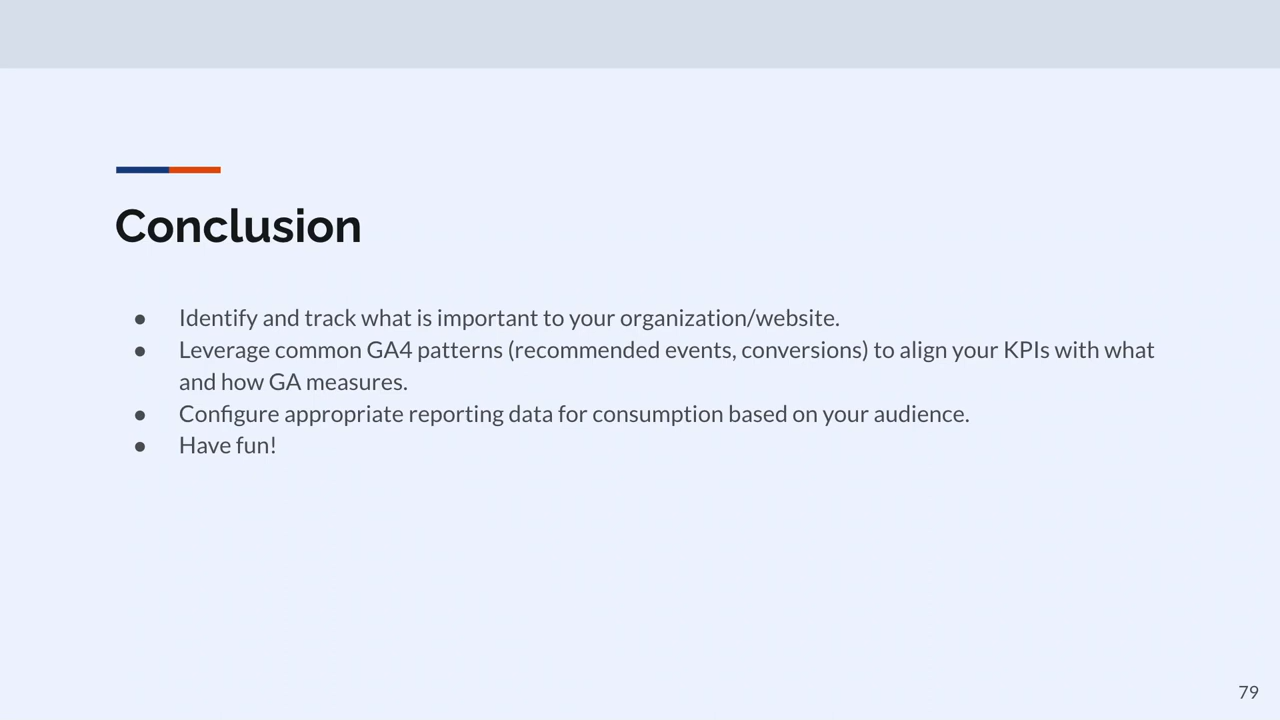 Conclusion
● Identify and track what is important to your organization/website.
● Leverage common GA4 patterns (recommended events, conversions) to align your KPIs with what
and how GA measures.
● Configure appropriate reporting data for consumption based on your audience.
● Have fun!
79